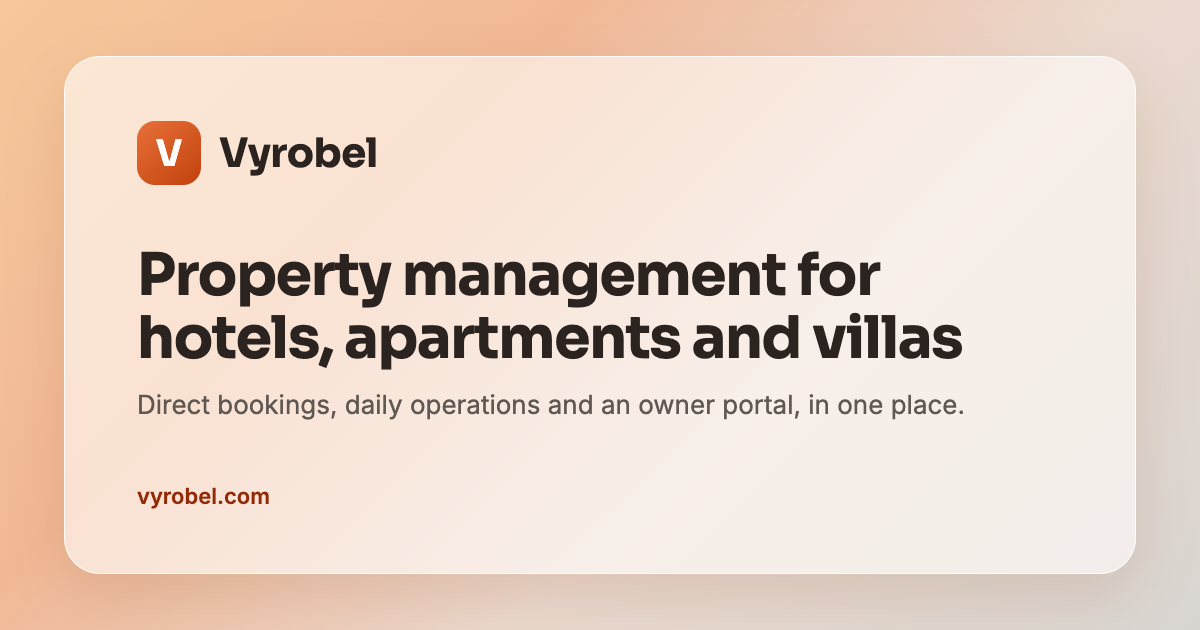 V Vyrobel
Property management for
hotels, apartments and villas
Direct bookings, daily operations and an owner portal, in one place.
vyrobel.com